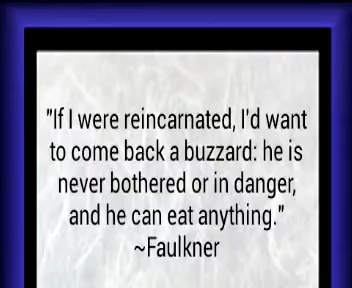 "If I were reincarnated, I'd want
to come back a buzzard: he is
never bothered or in danger,
and he can eat anything."
~Faulkner